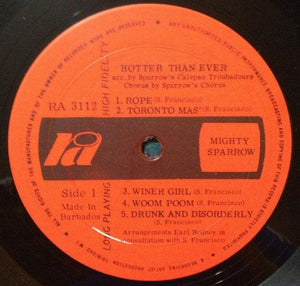 HOTTER THAN EVER
acc. by Sparrow's Calypso Troubadours
Chorus by Sparrow's Chorus
RA 3112
1. ROPE (S. Francisco)
2. TORONTO MAS' (S. Francisco)
HIGH FIDELITY
LONG PLAYING
ra
MIGHTY
SPARROW
Side 1
Made In
Barbados
3. WINER GIRL (S. Francisco)
4. WOOM POOM (S. Francisco)
5. DRUNK AND DISORDERLY
(S. Francisco)
Arrangements Earl Rodney in
consultation with S. Francisco